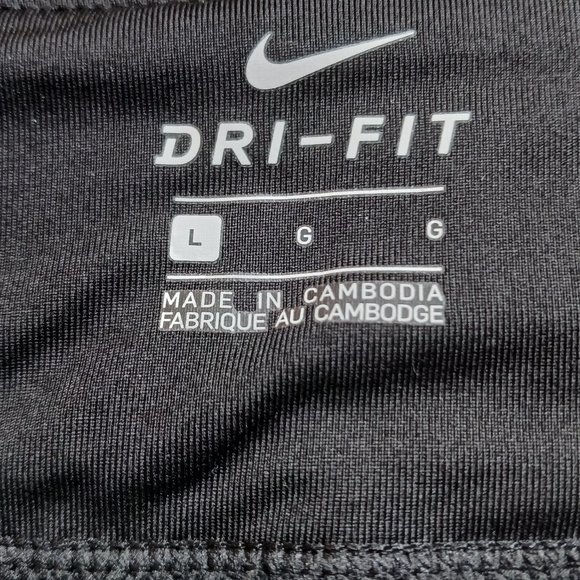 DRI-FIT
L G G
MADE IN CAMBODIA
FABRIQUE AU CAMBODGE